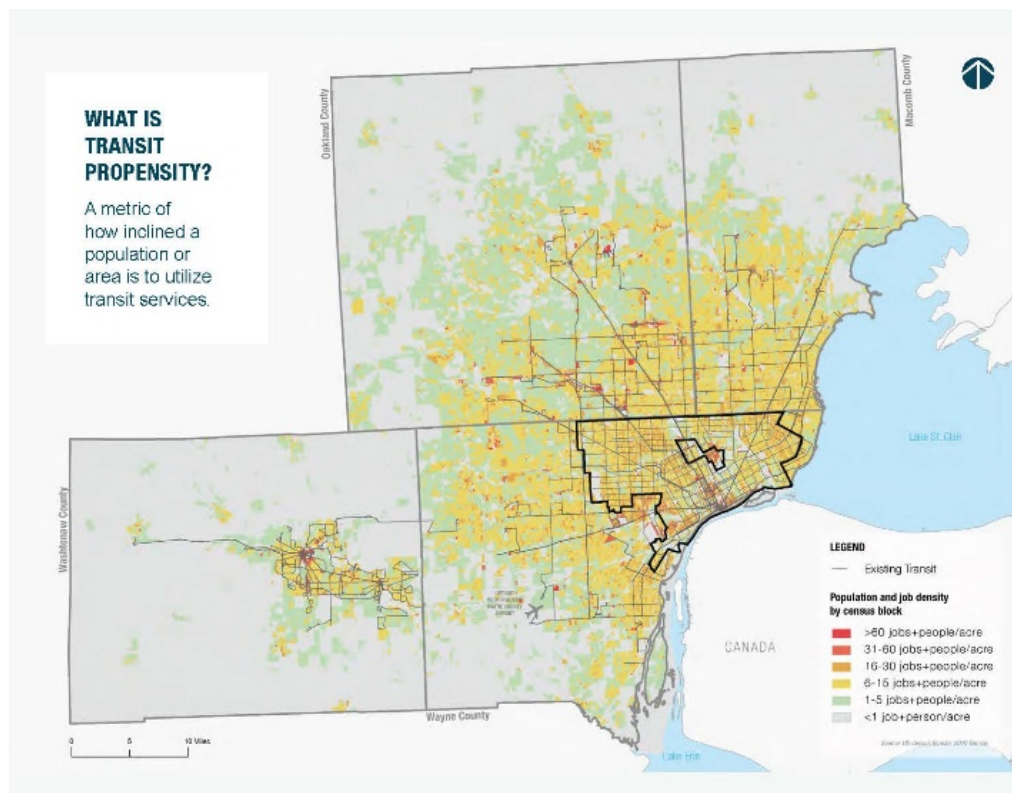 WHAT IS
TRANSIT
PROPENSITY?
A metric of
how inclined a
population or
area is to utilize
transit services.
Oakland County
Macomb County
Washtenaw County
Wayne County
Lake St. Clair
CANADA
Lake Erie
LEGEND
Existing Transit
Population and job density
by census block
>60 jobs+people/acre
31-60 jobs+people/acre
16-30 jobs+people/acre
6-15 jobs+people/acre
1-5 jobs+people/acre
<1 job+person/acre
0 5 10 Miles